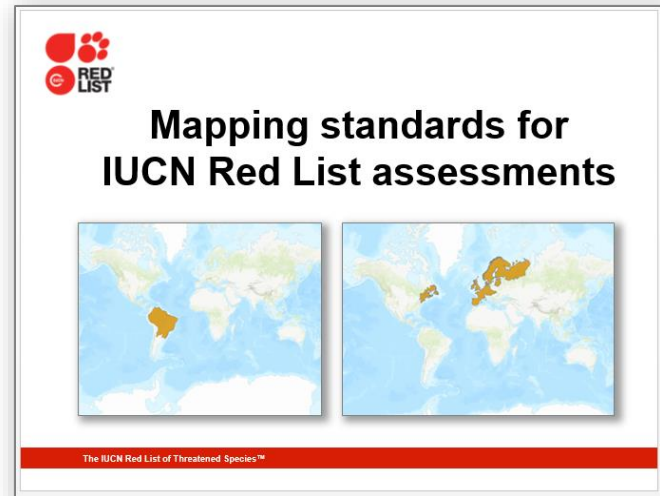 RED
LIST
Mapping standards for
IUCN Red List assessments
The IUCN Red List of Threatened Species™